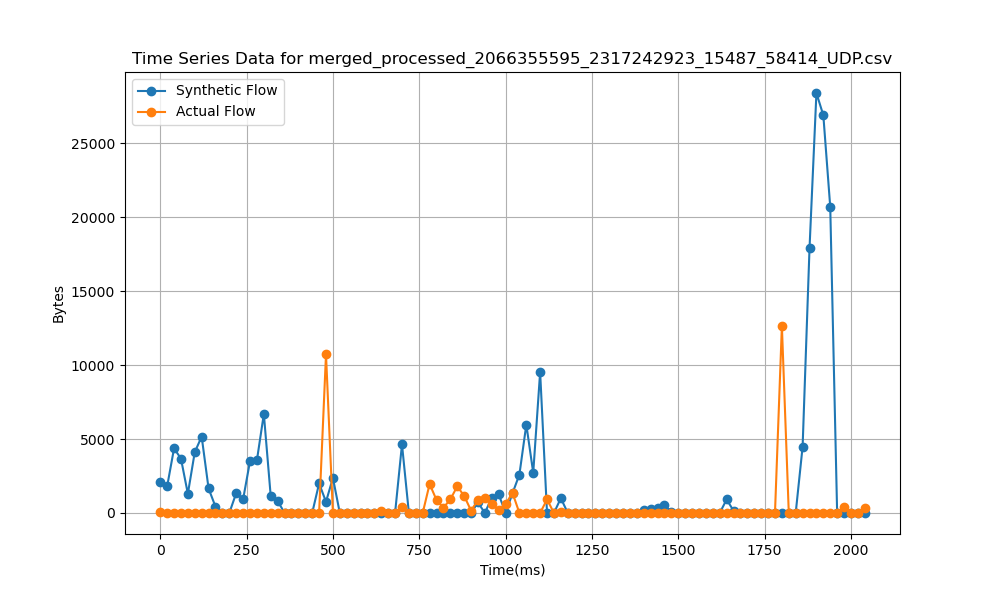 Time Series Data for merged_processed_2066355595_2317242923_15487_58414_UDP.csv
Synthetic Flow
Actual Flow
25000
20000
15000
10000
5000
0
Bytes
0 250 500 750 1000 1250 1500 1750 2000
Time(ms)